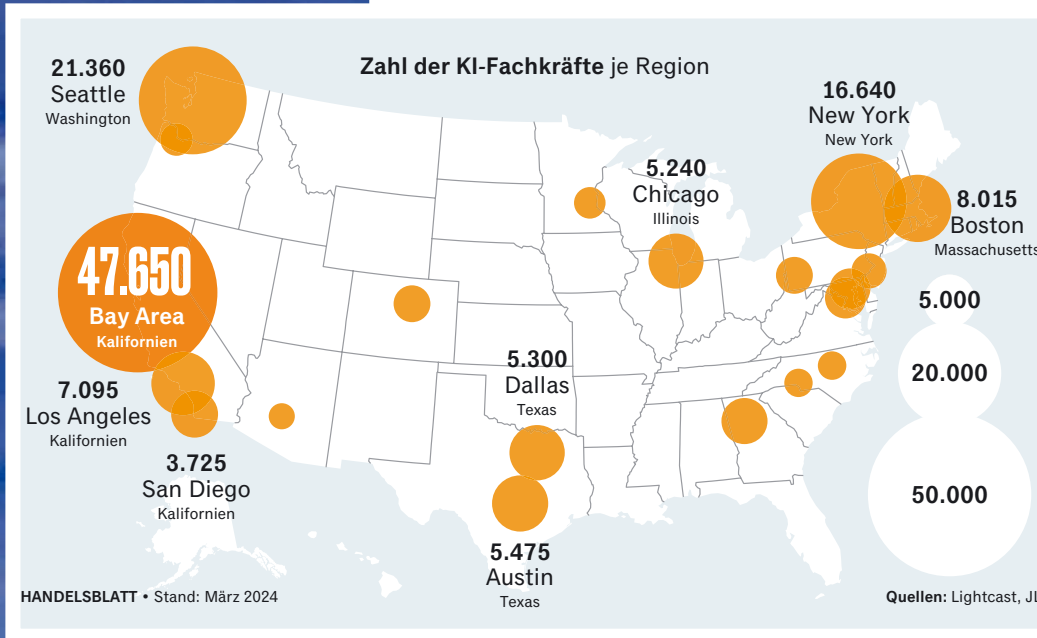 Zahl der KI-Fachkräfte je Region
21.360
Seattle
Washington
16.640
New York
New York
5.240
Chicago
Illinois
8.015
Boston
Massachusetts
47.650
Bay Area
Kalifornien
5.000
5.300
Dallas
Texas
20.000
7.095
Los Angeles
Kalifornien
3.725
San Diego
Kalifornien
50.000
5.475
Austin
Texas
HANDELSBLATT • Stand: März 2024
Quellen: Lightcast,